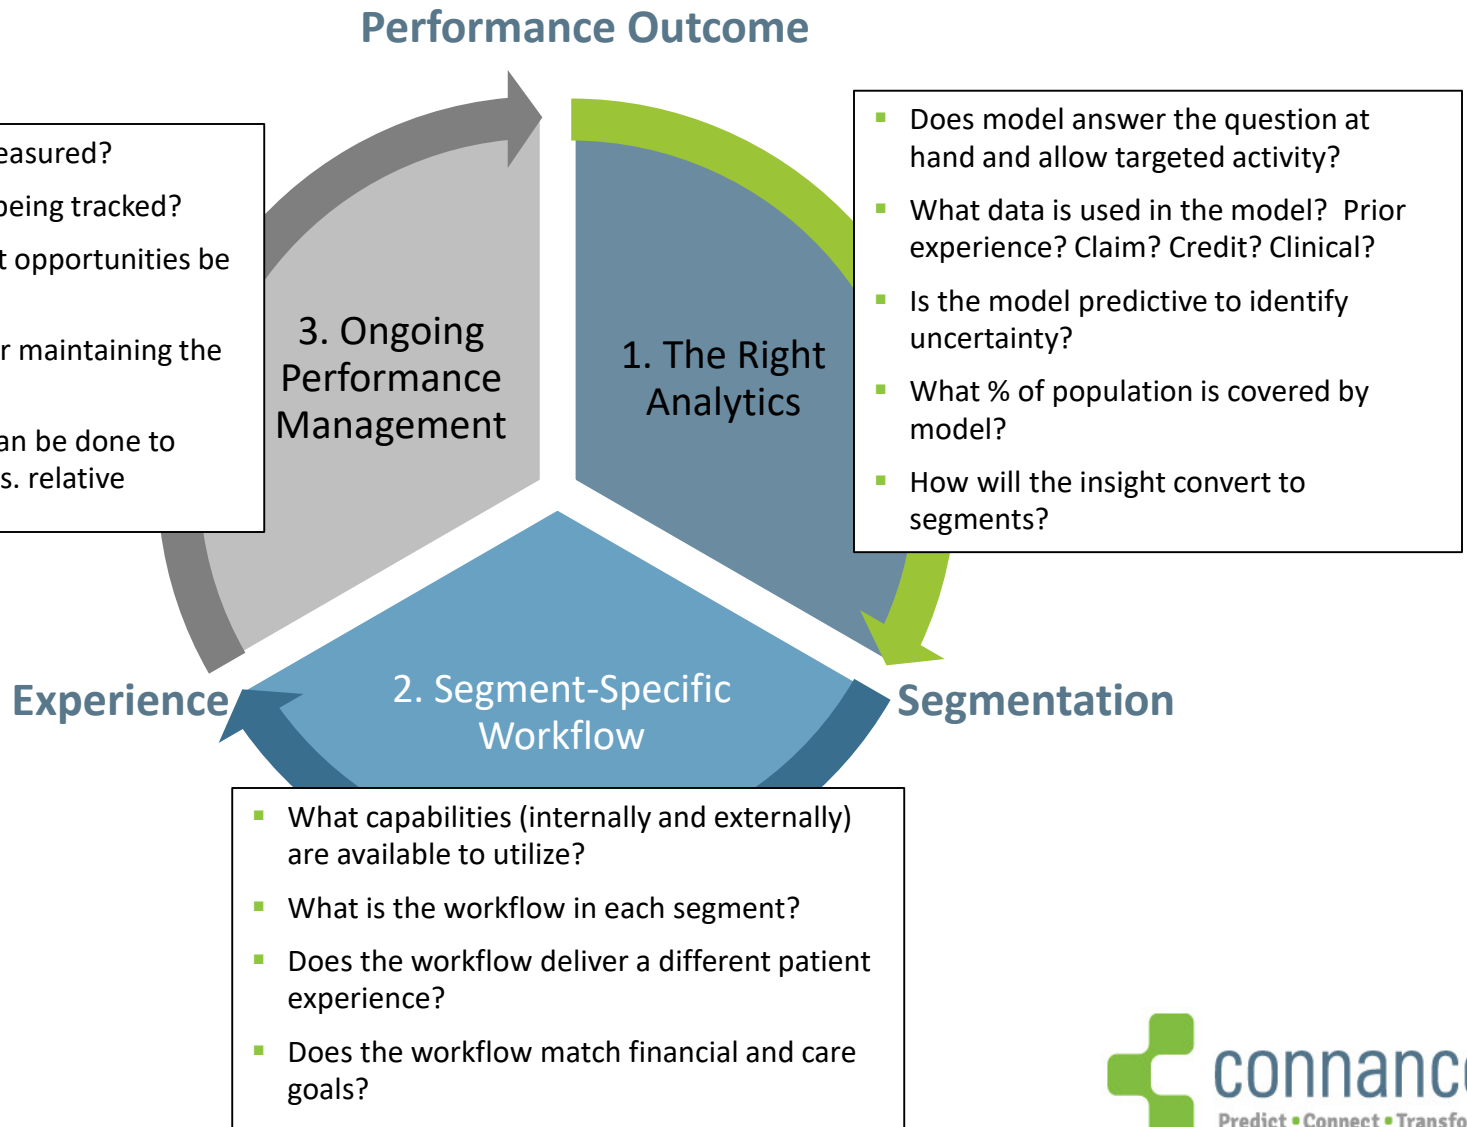 Performance Outcome
easured?
being tracked?
t opportunities be
r maintaining the
an be done to
s. relative
3. Ongoing
Performance
Management
1. The Right
Analytics
▪ Does model answer the question at
hand and allow targeted activity?
▪ What data is used in the model? Prior
experience? Claim? Credit? Clinical?
▪ Is the model predictive to identify
uncertainty?
▪ What % of population is covered by
model?
▪ How will the insight convert to
segments?
Experience
2. Segment-Specific
Workflow
Segmentation
▪ What capabilities (internally and externally)
are available to utilize?
▪ What is the workflow in each segment?
▪ Does the workflow deliver a different patient
experience?
▪ Does the workflow match financial and care
goals?
connance
Predict • Connect • Transfo